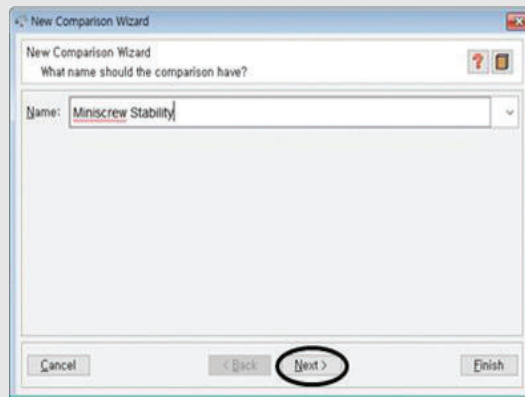 New Comparison Wizard
New Comparison Wizard
What name should the comparison have?
?
Name: Miniscrew Stability
Cancel < Back Next > Finish